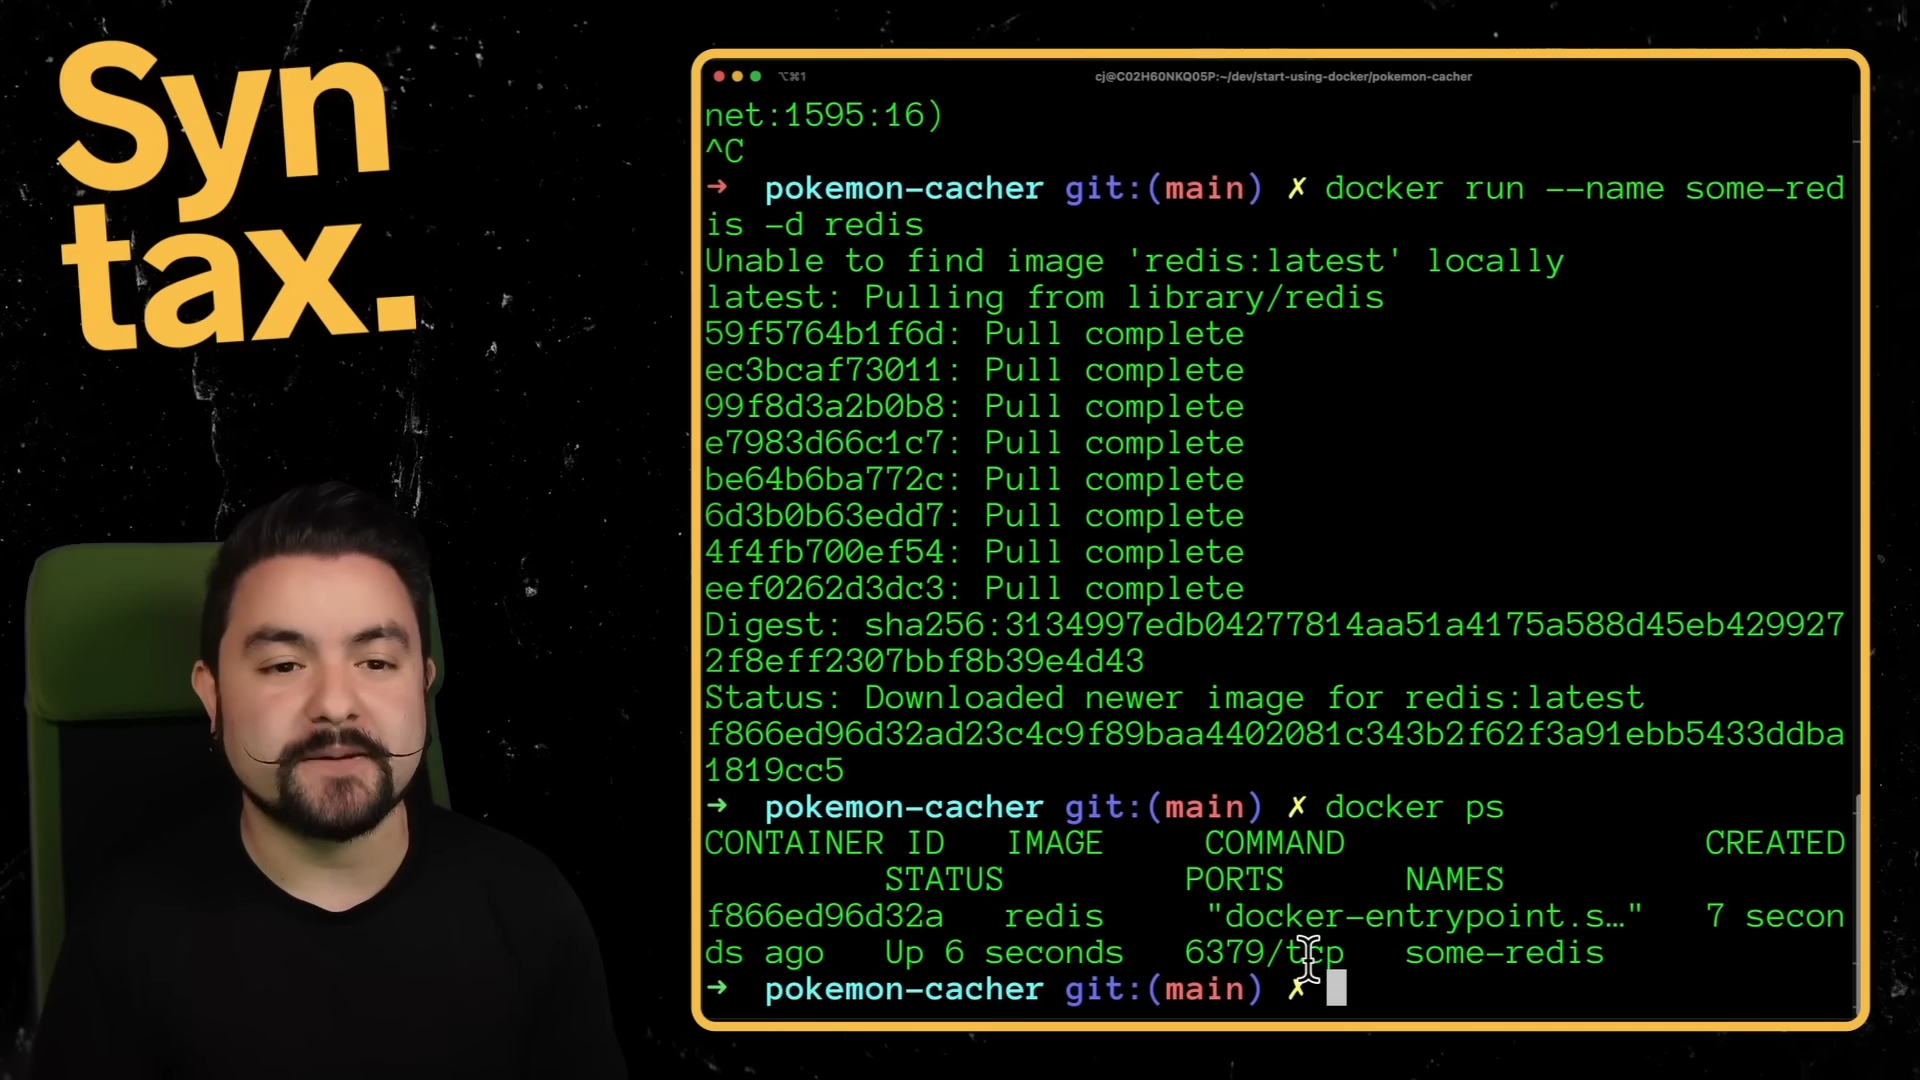 Syn
tax.
⌥⌘1
cj@C02H60NKQ05P:~/dev/start-using-docker/pokemon-cacher
net:1595:16)
^C
➜  pokemon-cacher git:(main) ✗ docker run --name some-red
is -d redis
Unable to find image 'redis:latest' locally
latest: Pulling from library/redis
59f5764b1f6d: Pull complete
ec3bcaf73011: Pull complete
99f8d3a2b0b8: Pull complete
e7983d66c1c7: Pull complete
be64b6ba772c: Pull complete
6d3b0b63edd7: Pull complete
4f4fb700ef54: Pull complete
eef0262d3dc3: Pull complete
Digest: sha256:3134997edb04277814aa51a4175a588d45eb429927
2f8eff2307bbf8b39e4d43
Status: Downloaded newer image for redis:latest
f866ed96d32ad23c4c9f89baa4402081c343b2f62f3a91ebb5433ddba
1819cc5
➜  pokemon-cacher git:(main) ✗ docker ps
CONTAINER ID   IMAGE     COMMAND                  CREATED
         STATUS         PORTS      NAMES
f866ed96d32a   redis     "docker-entrypoint.s…"   7 secon
ds ago   Up 6 seconds   6379/tcp   some-redis
➜  pokemon-cacher git:(main) ✗